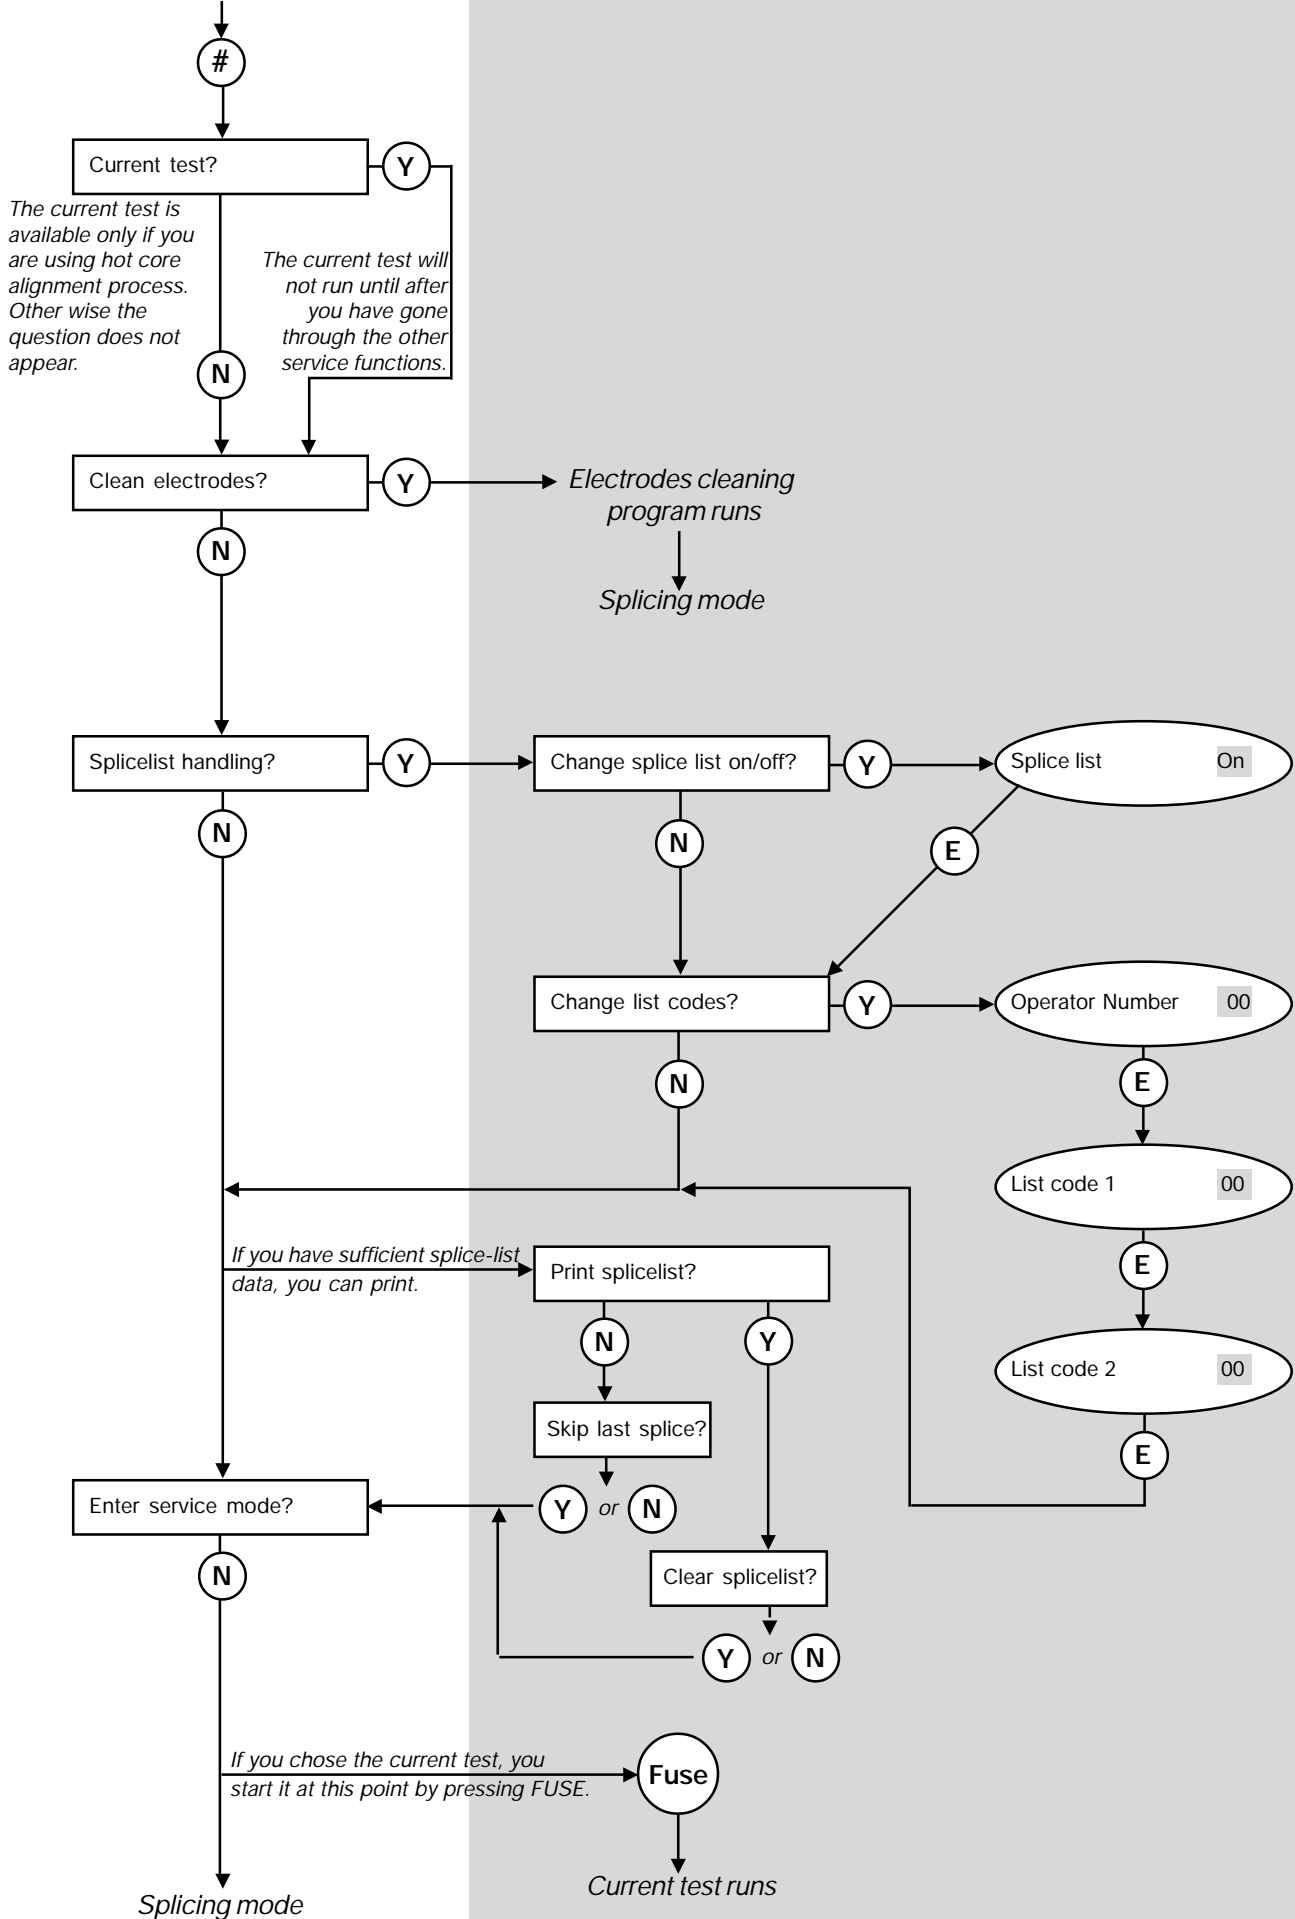 #
Current test?
Y
The current test is
available only if you
are using hot core
alignment process.
Other wise the
question does not
appear.
The current test will
not run until after
you have gone
through the other
service functions.
N
Clean electrodes?
Y
Electrodes cleaning
program runs
N
Splicing mode
Splicelist handling?
Y
Change splice list on/off?
Y
Splice list On
N
N
E
Change list codes?
Y
Operator Number 00
N
E
List code 1 00
If you have sufficient splice-list
data, you can print.
Print splicelist?
E
N
Y
List code 2 00
Skip last splice?
E
Enter service mode?
Y or N
N
Clear splicelist?
Y or N
If you chose the current test, you
start it at this point by pressing FUSE.
Fuse
Current test runs
Splicing mode